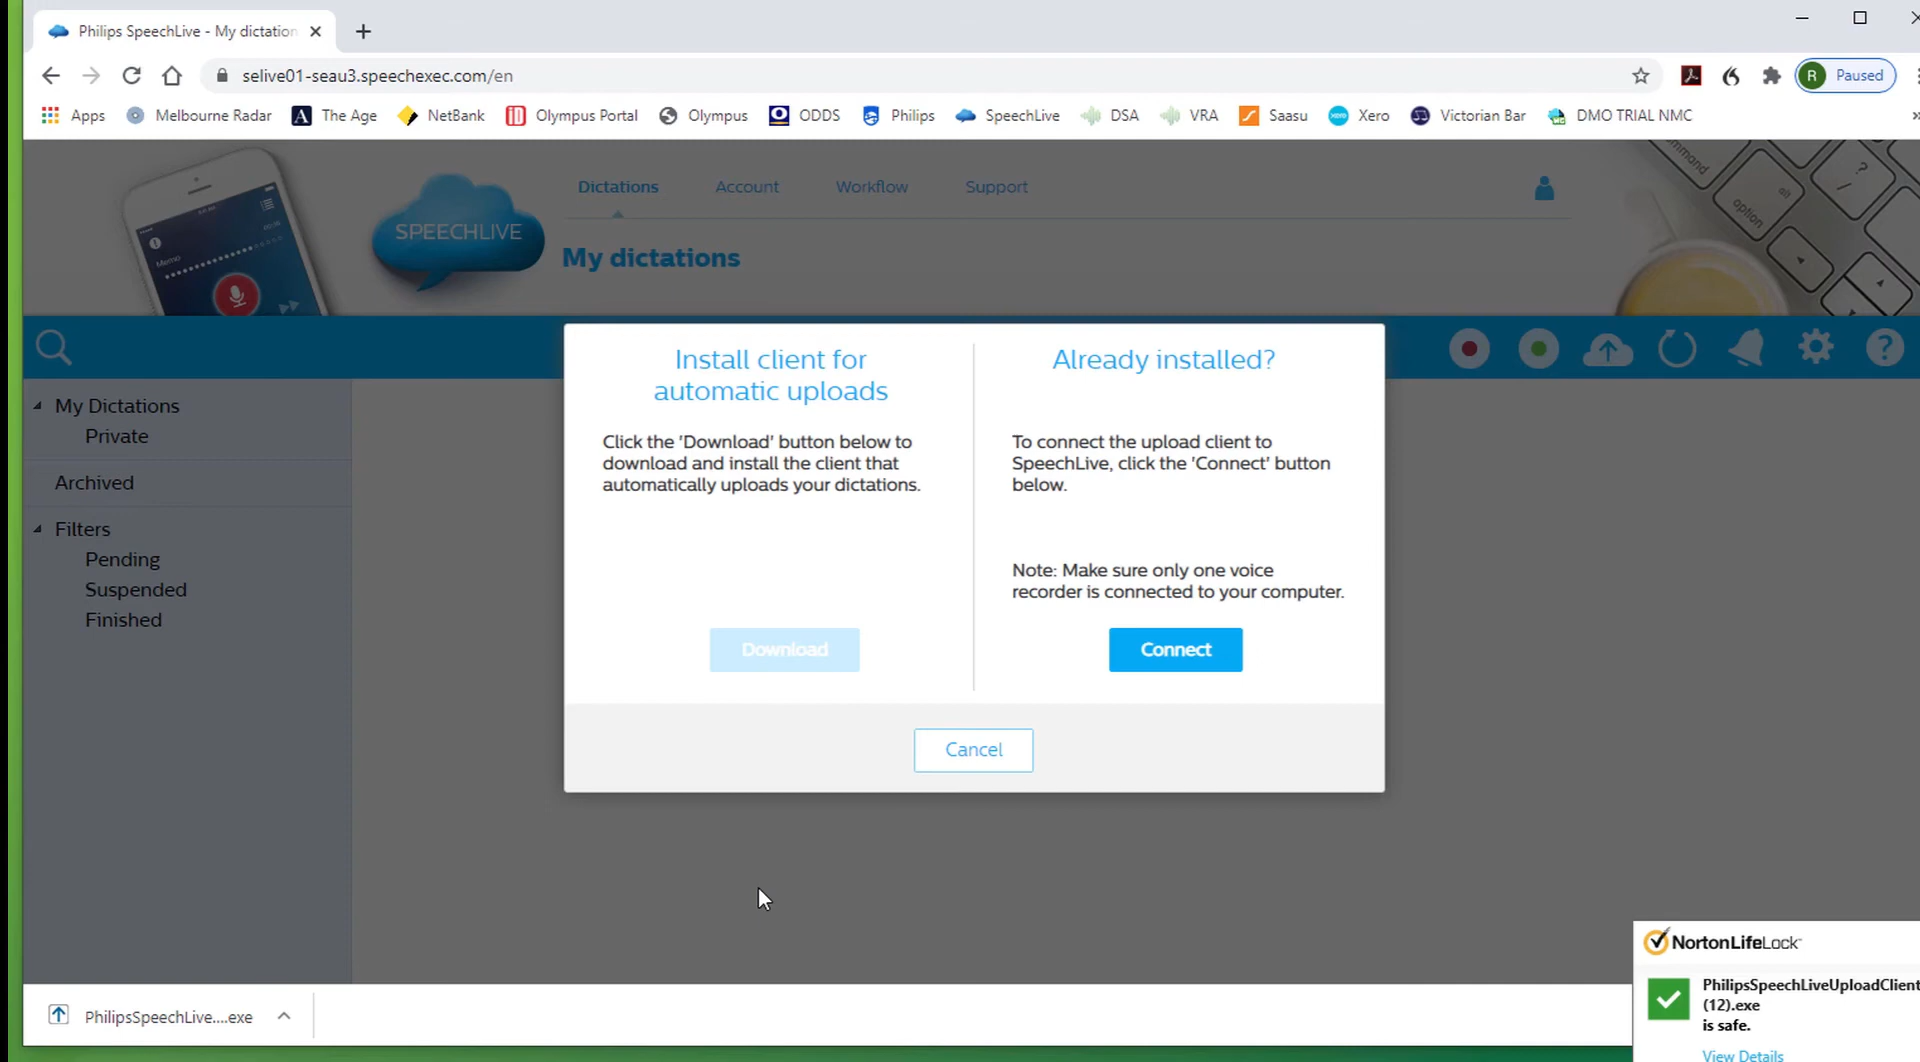 Philips SpeechLive - My dictation
selive01-seau3.speechexec.com/en
R Paused
Apps Melbourne Radar A The Age NetBank Olympus Portal Olympus ODDS Philips SpeechLive DSA VRA Saasu xero Xero Victorian Bar DMO TRIAL NMC »
Memo
SPEECHLIVE
Dictations Account Workflow Support
My dictations
command
alt
option
?
/
My Dictations
Private
Archived
Filters
Pending
Suspended
Finished
Install client for
automatic uploads
Click the 'Download' button below to
download and install the client that
automatically uploads your dictations.
Download
Already installed?
To connect the upload client to
SpeechLive, click the 'Connect' button
below.
Note: Make sure only one voice
recorder is connected to your computer.
Connect
Cancel
PhilipsSpeechLive....exe
NortonLifeLock
PhilipsSpeechLiveUploadClient
(12).exe
is safe.
View Details